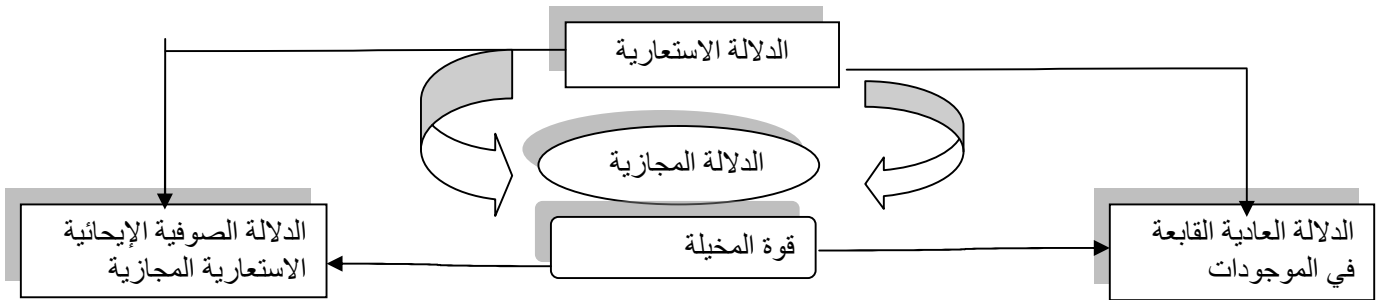 الدلالة الاستعارية
الدلالة المجازية
قوة المخيلة
الدلالة العادية القابعة
في الموجودات
الدلالة الصوفية الإيحائية
الاستعارية المجازية